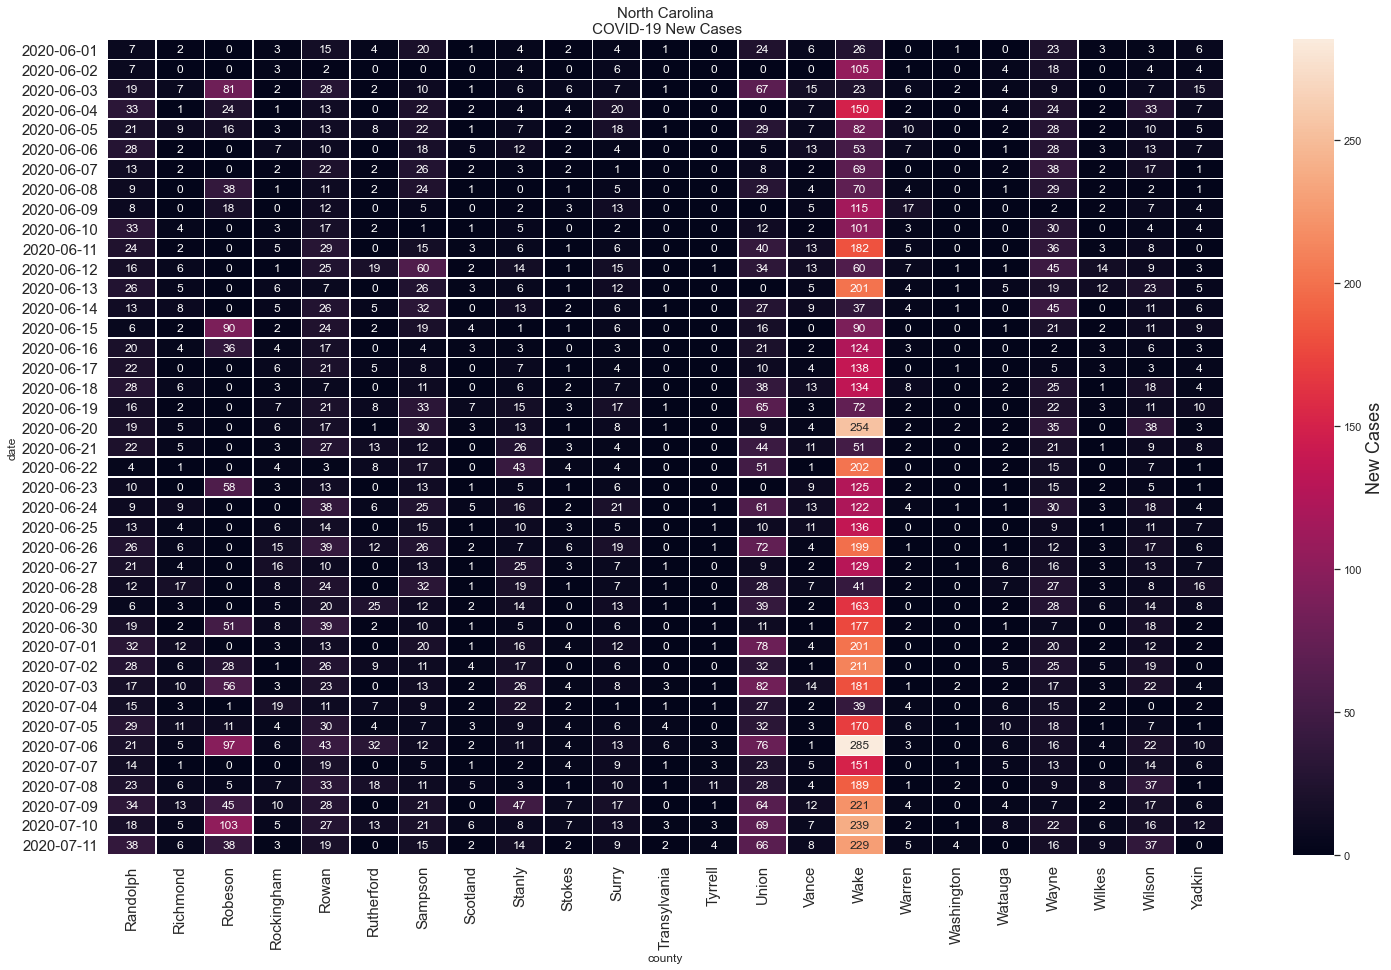 North Carolina
COVID-19 New Cases
2020-06-01 7 2 0 3 15 4 20 1 4 2 4 1 0 24 6 26 0 1 0 23 3 3 6
2020-06-02 7 0 0 3 2 0 0 0 4 0 6 0 0 0 0 105 1 0 4 18 0 4 4
2020-06-03 19 7 81 2 28 2 10 1 6 6 7 1 0 67 15 23 6 2 4 9 0 7 15
2020-06-04 33 1 24 1 13 0 22 2 4 4 20 0 0 0 7 150 2 0 4 24 2 33 7
2020-06-05 21 9 16 3 13 8 22 1 7 2 18 1 0 29 7 82 10 0 2 28 2 10 5
2020-06-06 28 2 0 7 10 0 18 5 12 2 4 0 0 5 13 53 7 0 1 28 3 13 7
2020-06-07 13 2 0 2 22 2 26 2 3 2 1 0 0 8 2 69 0 0 2 38 2 17 1
2020-06-08 9 0 38 1 11 2 24 1 0 1 5 0 0 29 4 70 4 0 1 29 2 2 1
2020-06-09 8 0 18 0 12 0 5 0 2 3 13 0 0 0 5 115 17 0 0 2 2 7 4
2020-06-10 33 4 0 3 17 2 1 1 5 0 2 0 0 12 2 101 3 0 0 30 0 4 4
2020-06-11 24 2 0 5 29 0 15 3 6 1 6 0 0 40 13 182 5 0 0 36 3 8 0
2020-06-12 16 6 0 1 25 19 60 2 14 1 15 0 1 34 13 60 7 1 1 45 14 9 3
2020-06-13 26 5 0 6 7 0 26 3 6 1 12 0 0 0 5 201 4 1 5 19 12 23 5
2020-06-14 13 8 0 5 26 5 32 0 13 2 6 1 0 27 9 37 4 1 0 45 0 11 6
2020-06-15 6 2 90 2 24 2 19 4 1 1 6 0 0 16 0 90 0 0 1 21 2 11 9
2020-06-16 20 4 36 4 17 0 4 3 3 0 3 0 0 21 2 124 3 0 0 2 3 6 3
2020-06-17 22 0 0 6 21 5 8 0 7 1 4 0 0 10 4 138 0 1 0 5 3 3 4
2020-06-18 28 6 0 3 7 0 11 0 6 2 7 0 0 38 13 134 8 0 2 25 1 18 4
2020-06-19 16 2 0 7 21 8 33 7 15 3 17 1 0 65 3 72 2 0 0 22 3 11 10
2020-06-20 19 5 0 6 17 1 30 3 13 1 8 1 0 9 4 254 2 2 2 35 0 38 3
2020-06-21 22 5 0 3 27 13 12 0 26 3 4 0 0 44 11 51 2 0 2 21 1 9 8
2020-06-22 4 1 0 4 3 8 17 0 43 4 4 0 0 51 1 202 0 0 2 15 0 7 1
2020-06-23 10 0 58 3 13 0 13 1 5 1 6 0 0 0 9 125 2 0 1 15 2 5 1
2020-06-24 9 9 0 0 38 6 25 5 16 2 21 0 1 61 13 122 4 1 1 30 3 18 4
2020-06-25 13 4 0 6 14 0 15 1 10 3 5 0 1 10 11 136 0 0 0 9 1 11 7
2020-06-26 26 6 0 15 39 12 26 2 7 6 19 0 1 72 4 199 1 0 1 12 3 17 6
2020-06-27 21 4 0 16 10 0 13 1 25 3 7 1 0 9 2 129 2 1 6 16 3 13 7
2020-06-28 12 17 0 8 24 0 32 1 19 1 7 1 0 28 7 41 2 0 7 27 3 8 16
2020-06-29 6 3 0 5 20 25 12 2 14 0 13 1 1 39 2 163 0 0 2 28 6 14 8
2020-06-30 19 2 51 8 39 2 10 1 5 0 6 0 0 11 1 177 2 0 1 7 0 18 2
2020-07-01 32 12 0 3 13 0 20 1 16 4 12 0 1 78 4 201 0 0 2 20 2 12 2
2020-07-02 28 6 28 1 26 9 11 4 17 0 6 0 0 32 1 211 0 0 5 25 5 19 0
2020-07-03 17 10 56 3 23 0 13 2 26 4 8 3 1 82 14 181 1 2 2 17 3 22 4
2020-07-04 15 3 1 19 11 7 9 2 22 2 1 1 1 27 2 39 4 0 6 15 2 0 2
2020-07-05 29 11 11 4 30 4 7 3 9 4 6 4 0 32 3 170 6 1 10 18 1 7 1
2020-07-06 21 5 97 6 43 32 12 2 11 4 13 6 3 76 1 285 3 0 6 16 4 22 10
2020-07-07 14 1 0 0 19 0 5 1 2 4 9 1 3 23 5 151 0 1 5 13 0 14 6
2020-07-08 23 6 5 7 33 18 11 5 3 1 10 1 11 28 4 189 1 2 0 9 8 37 1
2020-07-09 34 13 45 10 28 0 21 0 47 7 17 0 1 64 12 221 4 0 4 7 2 17 6
2020-07-10 18 5 103 5 27 13 21 6 8 7 13 3 3 69 7 239 2 1 8 22 6 16 12
2020-07-11 38 6 38 3 19 0 15 2 14 2 9 2 4 66 8 229 5 4 0 16 9 37 0
date
Randolph Richmond Robeson Rockingham Rowan Rutherford Sampson Scotland Stanly Stokes Surry Transylvania Tyrrell Union Vance Wake Warren Washington Watauga Wayne Wilkes Wilson Yadkin
county
250
200
150
100
50
0
New Cases